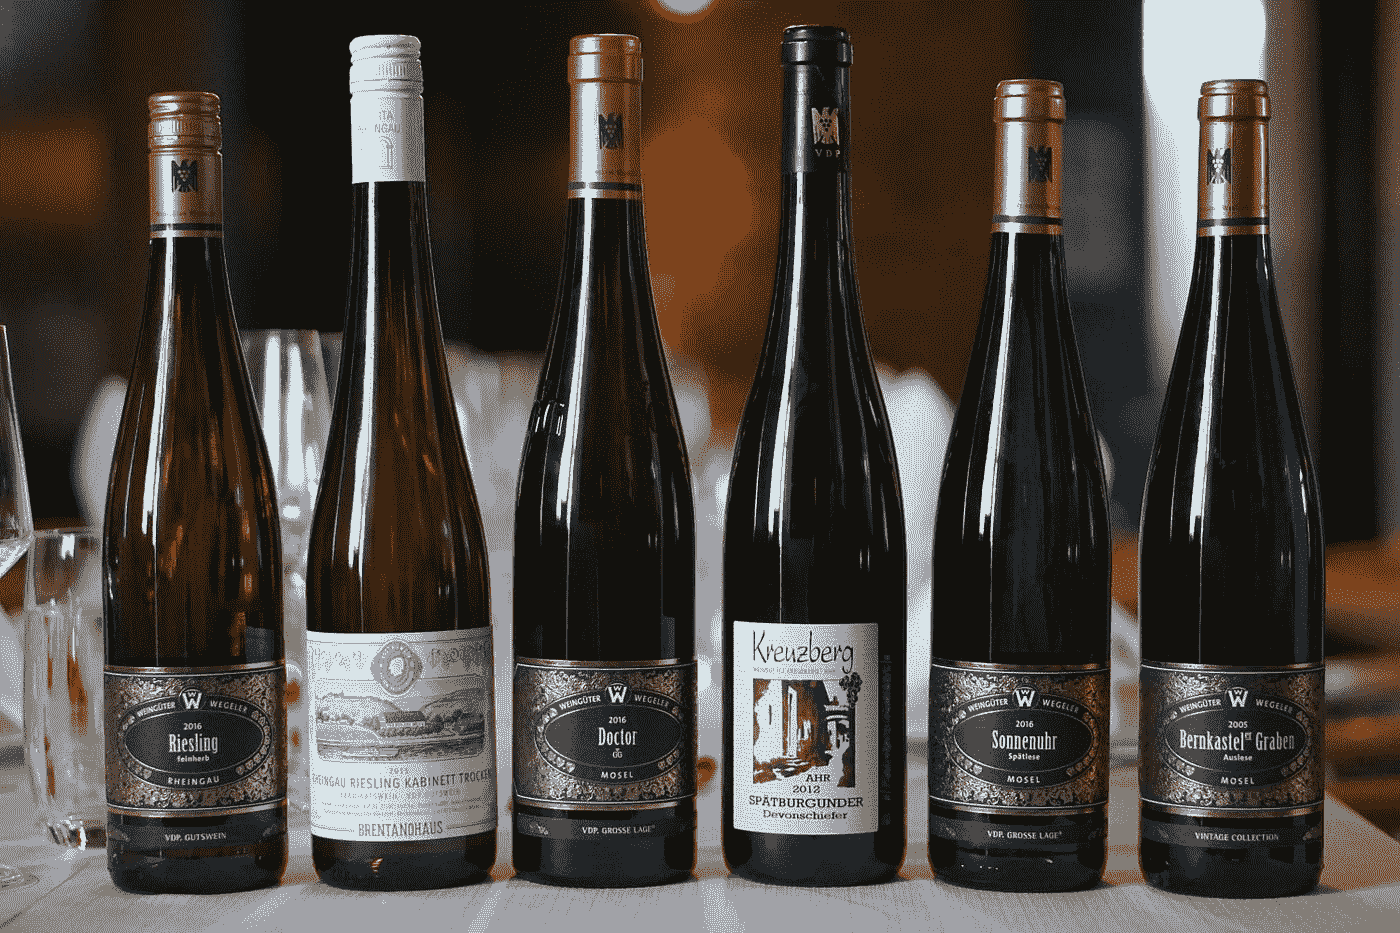 WEINGÜTER W WEGELER
2016
Riesling
feinherb
RHEINGAU
VDP. GUTSWEIN
RHEINGAU RIESLING KABINETT TROCKEN
BRENTANOHAUS
WEINGÜTER W WEGELER
2016
Doctor
GG
MOSEL
VDP. GROSSE LAGE®
VDP
Kreuzberg
AHR
2012
SPÄTBURGUNDER
Devonschiefer
WEINGÜTER W WEGELER
2016
Sonnenuhr
Spätlese
MOSEL
VDP. GROSSE LAGE®
WEINGÜTER W WEGELER
2005
Bernkasteler Graben
Auslese
MOSEL
VINTAGE COLLECTION